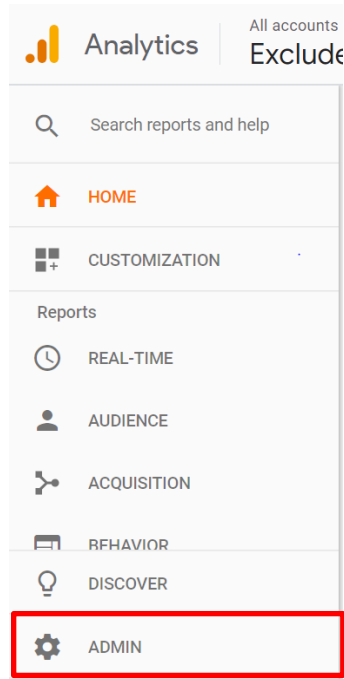 All accounts
Analytics
Exclude
Search reports and help
HOME
CUSTOMIZATION
Reports
REAL-TIME
AUDIENCE
ACQUISITION
BEHAVIOR
DISCOVER
ADMIN